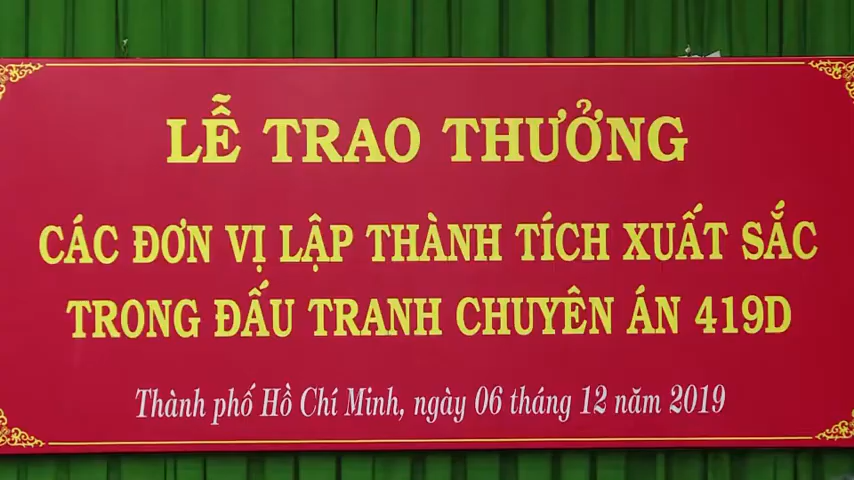 LỄ TRAO THƯỞNG
CÁC ĐƠN VỊ LẬP THÀNH TÍCH XUẤT SẮC
TRONG ĐẤU TRANH CHUYÊN ÁN 419D
Thành phố Hồ Chí Minh, ngày 06 tháng 12 năm 2019